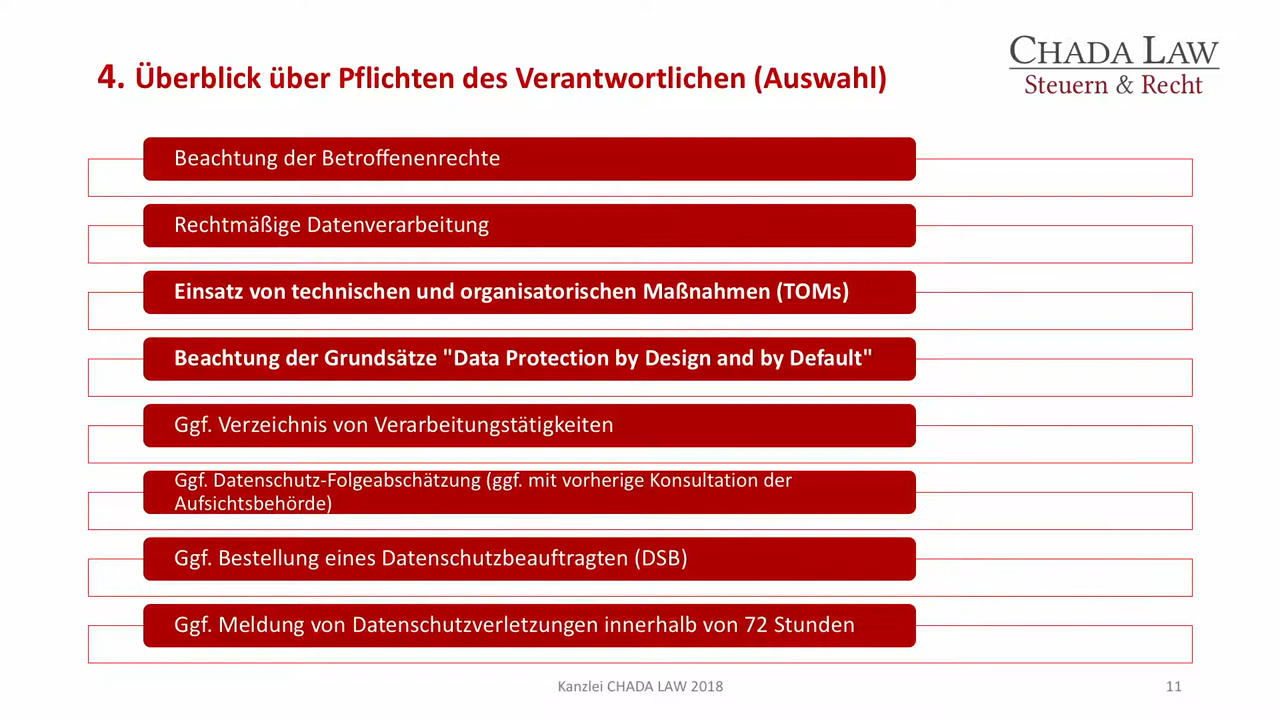 4. Überblick über Pflichten des Verantwortlichen (Auswahl)
CHADA LAW
Steuern & Recht
Beachtung der Betroffenenrechte
Rechtmäßige Datenverarbeitung
Einsatz von technischen und organisatorischen Maßnahmen (TOMs)
Beachtung der Grundsätze "Data Protection by Design and by Default"
Ggf. Verzeichnis von Verarbeitungstätigkeiten
Ggf. Datenschutz-Folgeabschätzung (ggf. mit vorherige Konsultation der
Aufsichtsbehörde)
Ggf. Bestellung eines Datenschutzbeauftragten (DSB)
Ggf. Meldung von Datenschutzverletzungen innerhalb von 72 Stunden
Kanzlei CHADA LAW 2018
11